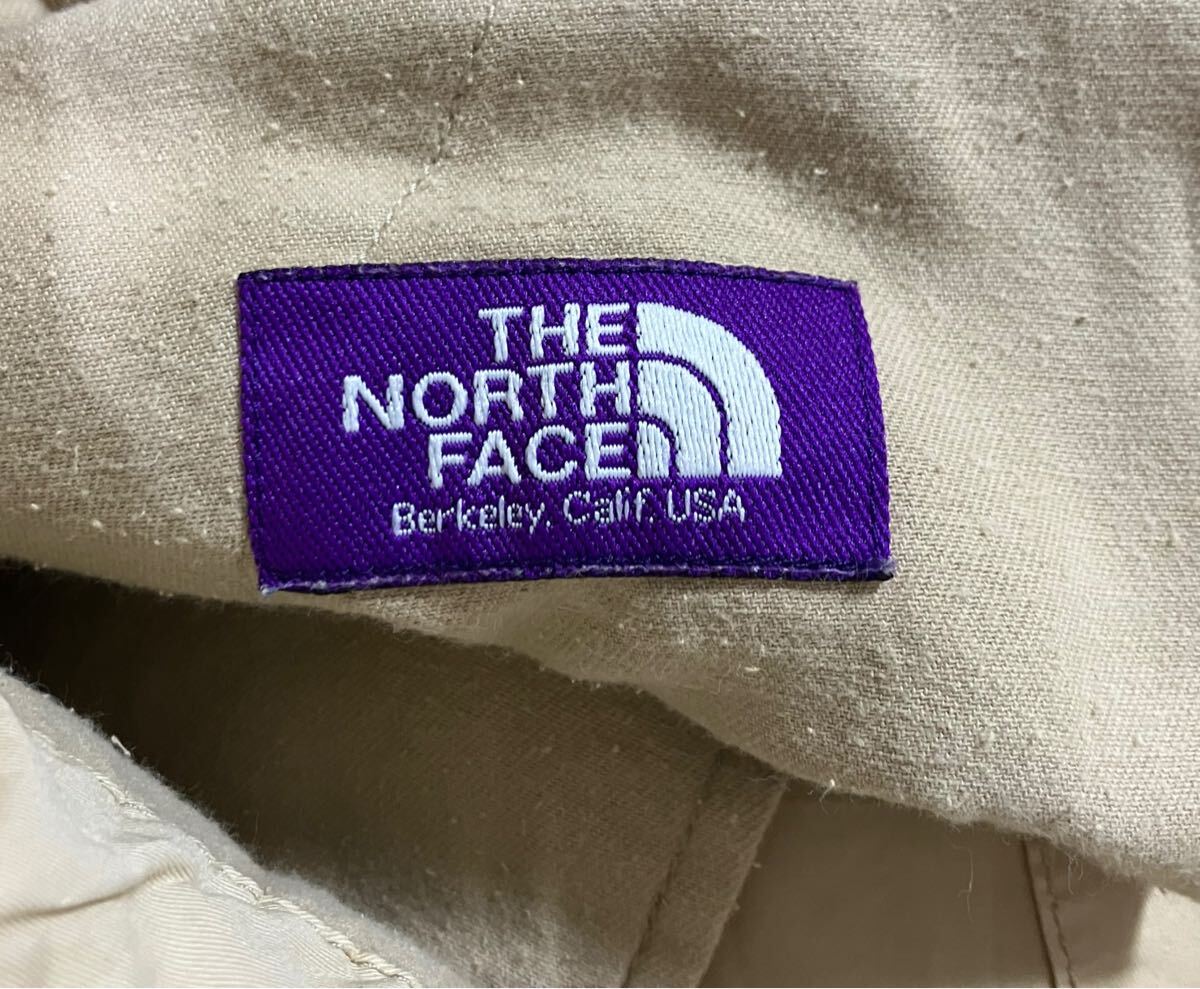 THE
NORTH
FACE
Berkeley, Calif. USA